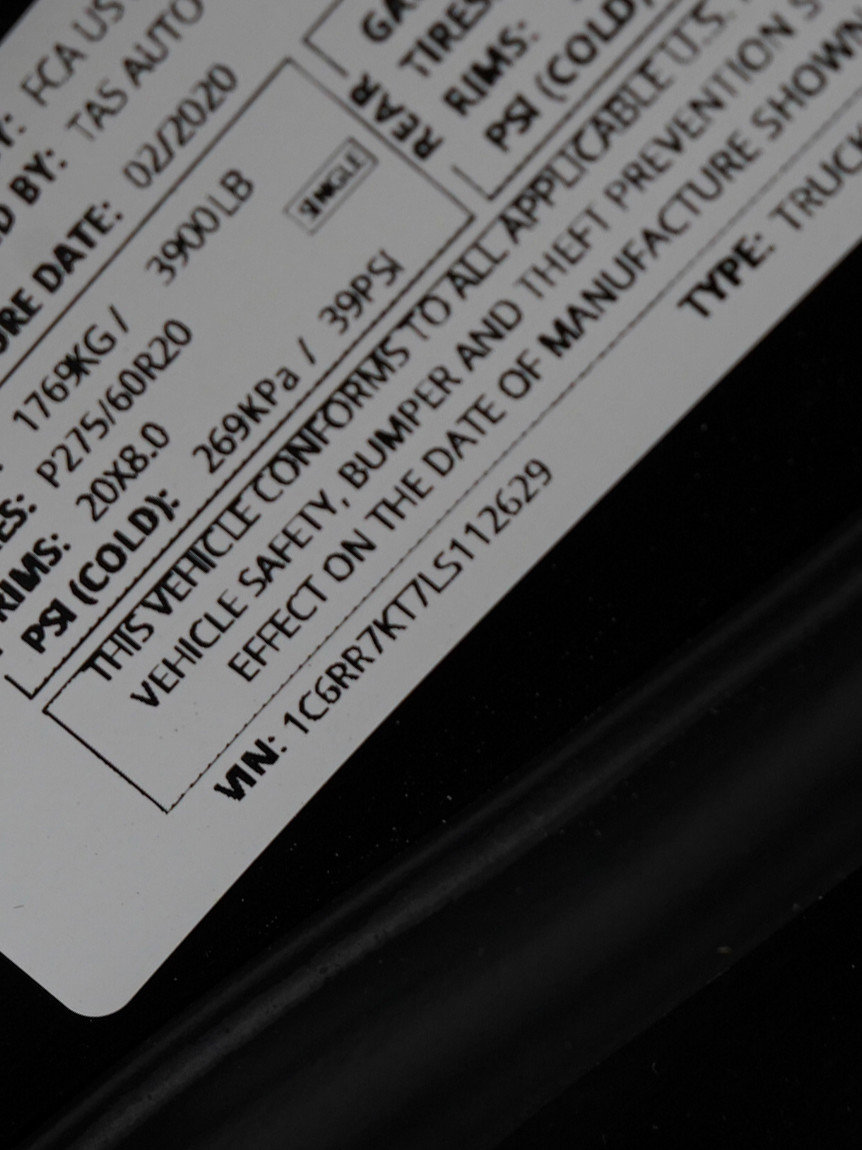 FCA US
TAS AUTO
BY:
DATE: 02/2020
1769KG / 3900LB
SINGLE
P275/60R20
RIMS: 20X8.0
PSI (COLD): 269KPa / 39PSI
REAR
TIRES
RIMS:
PSI (COLD)
THIS VEHICLE CONFORMS TO ALL APPLICABLE U.S.
VEHICLE SAFETY, BUMPER AND THEFT PREVENTION
EFFECT ON THE DATE OF MANUFACTURE SHOWN
VIN: 1C6RR7KT7LS112629
TYPE: TRUCK